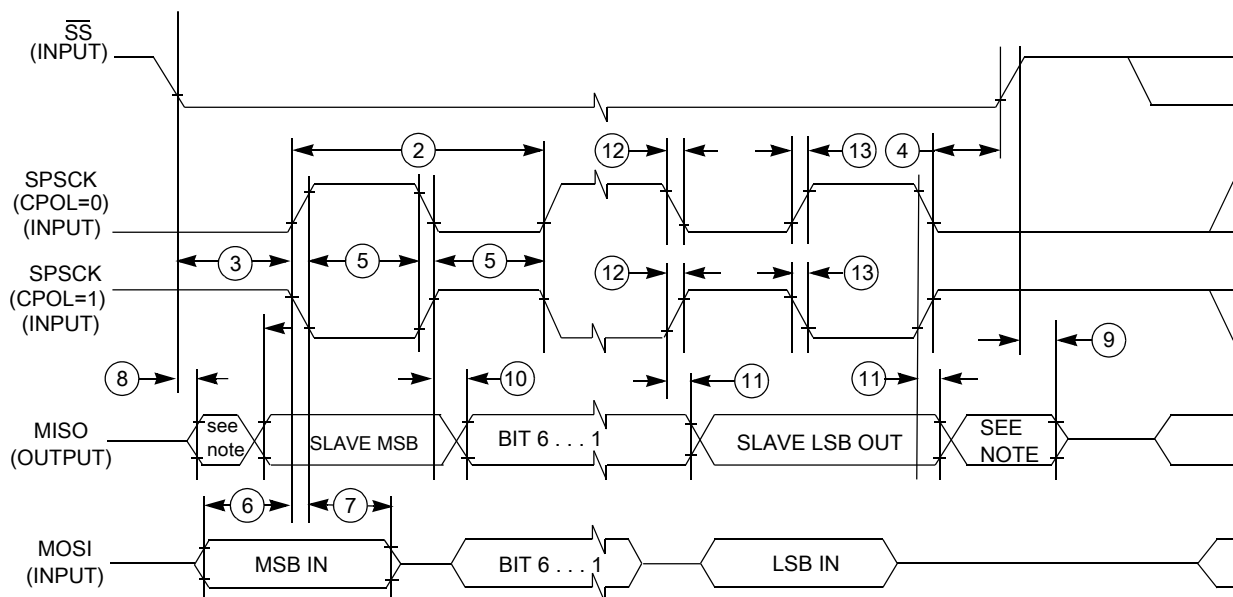 SS
(INPUT)
2
12
13
4
SPSCK
(CPOL=0)
(INPUT)
3
5
5
12
13
SPSCK
(CPOL=1)
(INPUT)
9
8
10
11
11
MISO
(OUTPUT)
see
note
SLAVE MSB
BIT 6 . . . 1
SLAVE LSB OUT
SEE
NOTE
6
7
MOSI
(INPUT)
MSB IN
BIT 6 . . . 1
LSB IN